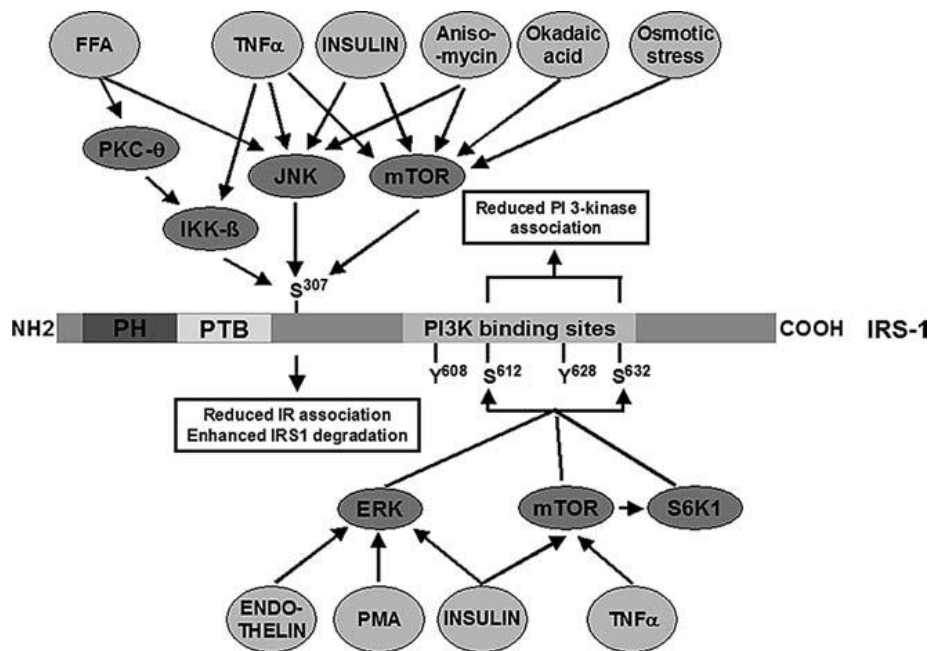 FFA
TNFα
INSULIN
Aniso-
-mycin
Okadaic
acid
Osmotic
stress
PKC-θ
JNK
mTOR
IKK-ß
Reduced PI 3-kinase
association
S307
NH2
PH
PTB
PI3K binding sites
COOH
IRS-1
Y608
S612
Y628
S632
Reduced IR association
Enhanced IRS1 degradation
ERK
mTOR
S6K1
ENDO-
THELIN
PMA
INSULIN
TNFα